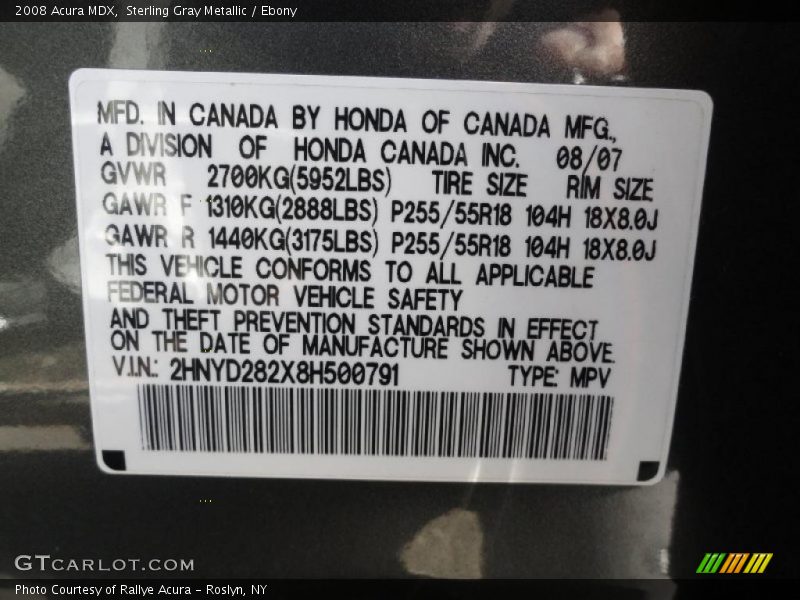 2008 Acura MDX,  Sterling Gray Metallic / Ebony
MFD. IN CANADA BY HONDA OF CANADA MFG.,
A DIVISION OF HONDA CANADA INC. 08/07
GVWR 2700KG(5952LBS) TIRE SIZE RIM SIZE
GAWR F 1310KG(2888LBS) P255/55R18 104H 18X8.0J
GAWR R 1440KG(3175LBS) P255/55R18 104H 18X8.0J
THIS VEHICLE CONFORMS TO ALL APPLICABLE
FEDERAL MOTOR VEHICLE SAFETY
AND THEFT PREVENTION STANDARDS IN EFFECT
ON THE DATE OF MANUFACTURE SHOWN ABOVE.
V.I.N.: 2HNYD282X8H500791 TYPE: MPV
GTCARLOT.COM
Photo Courtesy of Rallye Acura - Roslyn, NY